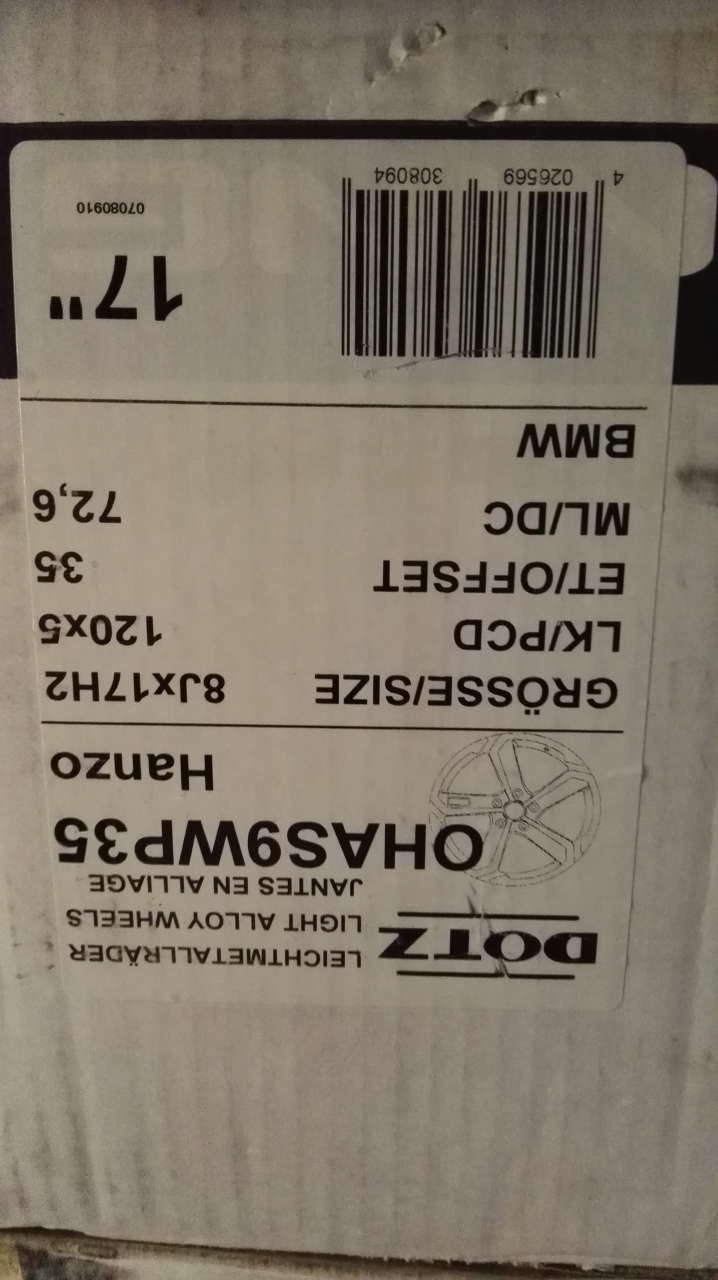 DOTZ
LEICHTMETALLRÄDER
LIGHT ALLOY WHEELS
JANTES EN ALLIAGE
OHAS9WP35
Hanzo
GRÖSSE/SIZE 8Jx17H2
LK/PCD 120x5
ET/OFFSET 35
ML/DC 72,6
BMW
17"
07080910
4 026569 308094